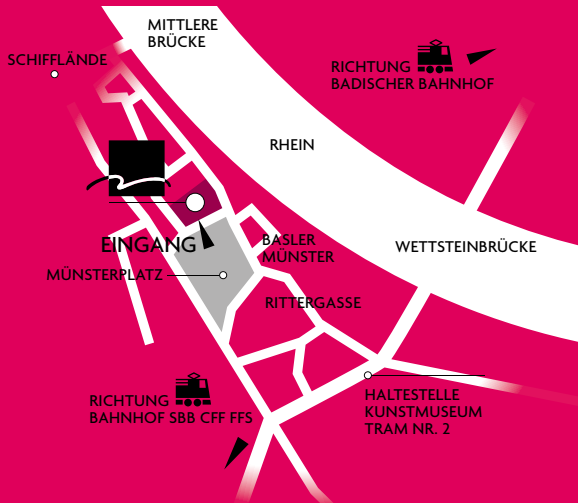 MITTLERE
BRÜCKE
SCHIFFLÄNDE
RICHTUNG
BADISCHER BAHNHOF
RHEIN
EINGANG
BASLER
MÜNSTER
WETTSTEINBRÜCKE
MÜNSTERPLATZ
RITTERGASSE
RICHTUNG
BAHNHOF SBB CFF FFS
HALTESTELLE
KUNSTMUSEUM
TRAM NR. 2